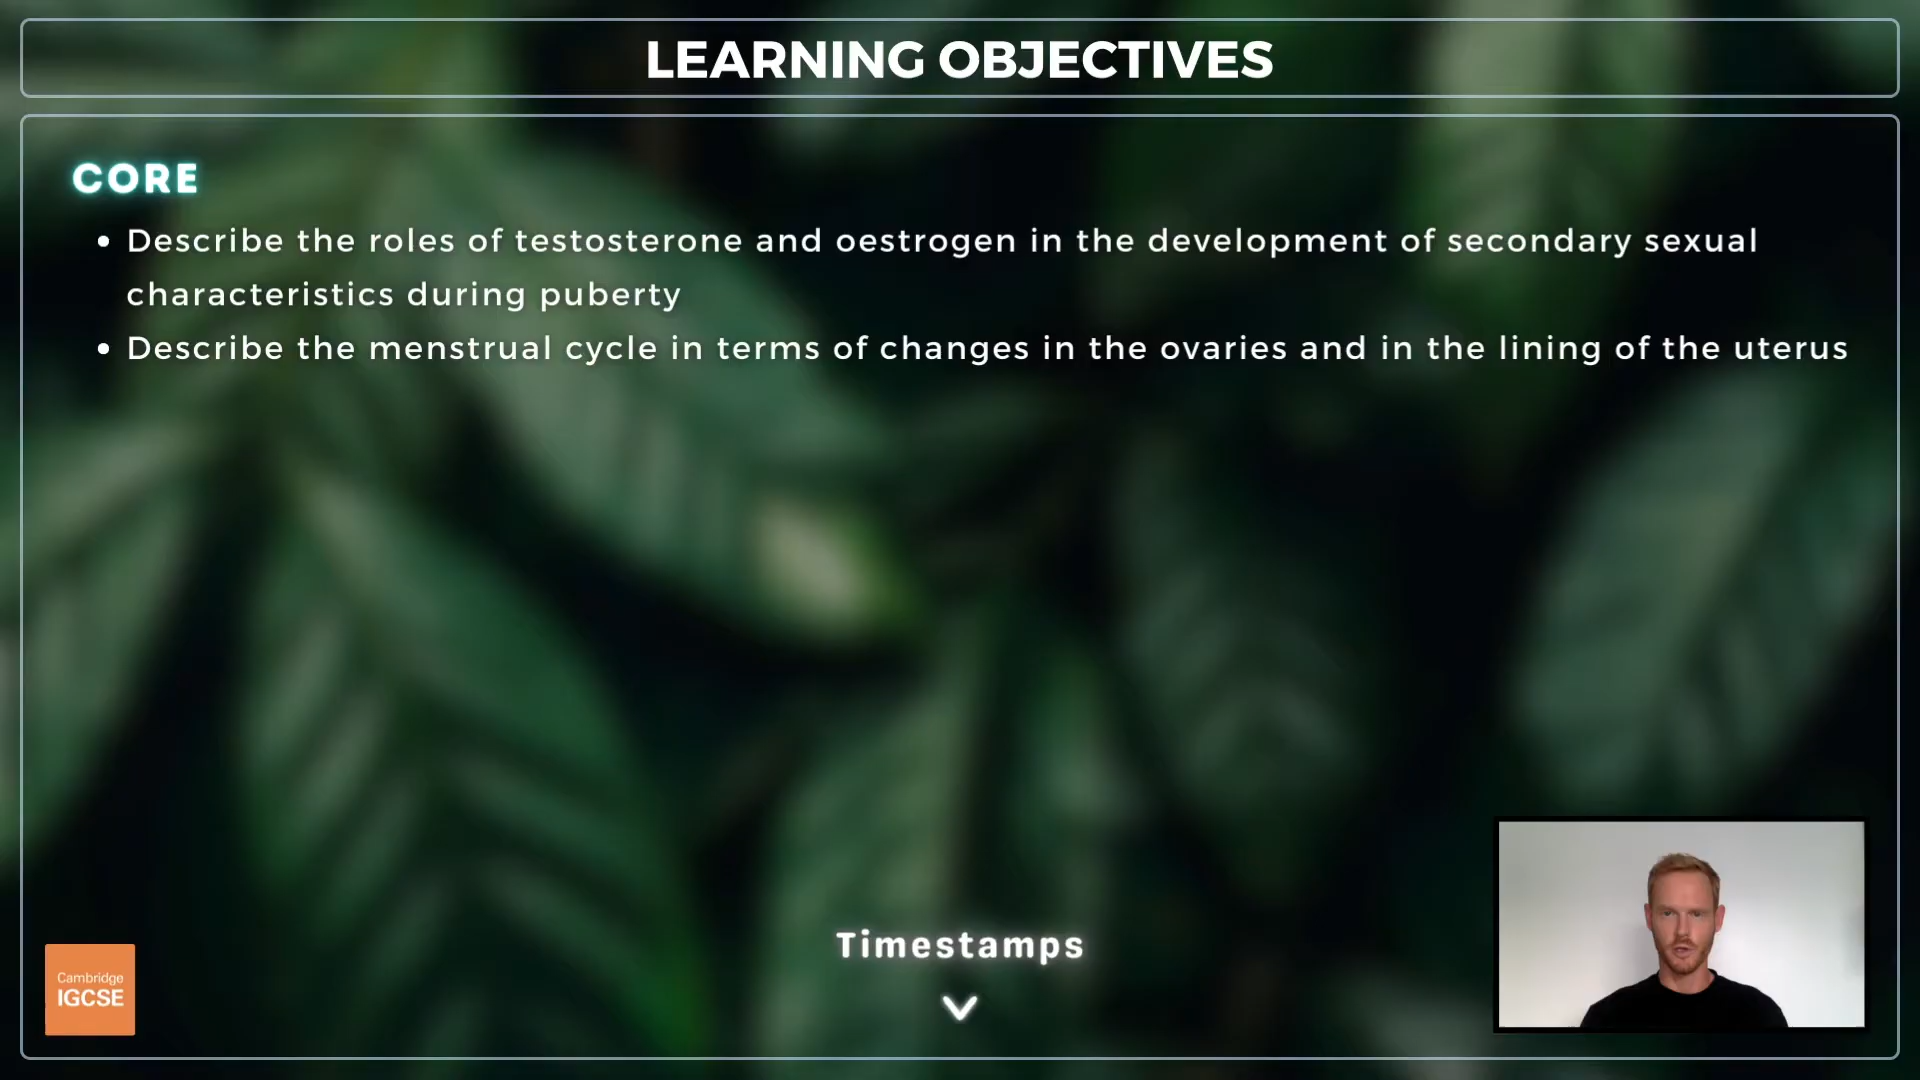 LEARNING OBJECTIVES
CORE
• Describe the roles of testosterone and oestrogen in the development of secondary sexual
characteristics during puberty
• Describe the menstrual cycle in terms of changes in the ovaries and in the lining of the uterus
Timestamps
Cambridge
IGCSE